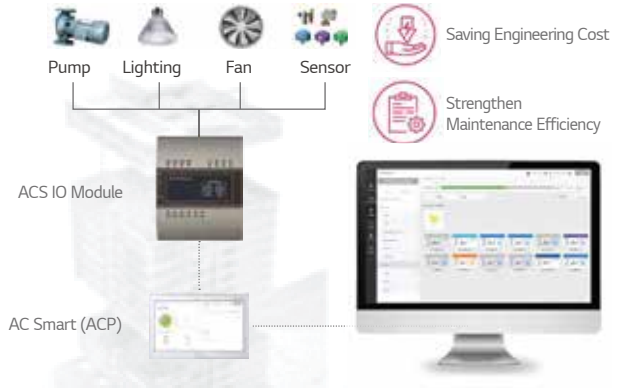 Pump
Lighting
Fan
Sensor
Saving Engineering Cost
Strengthen
Maintenance Efficiency
ACS IO Module
AC Smart (ACP)